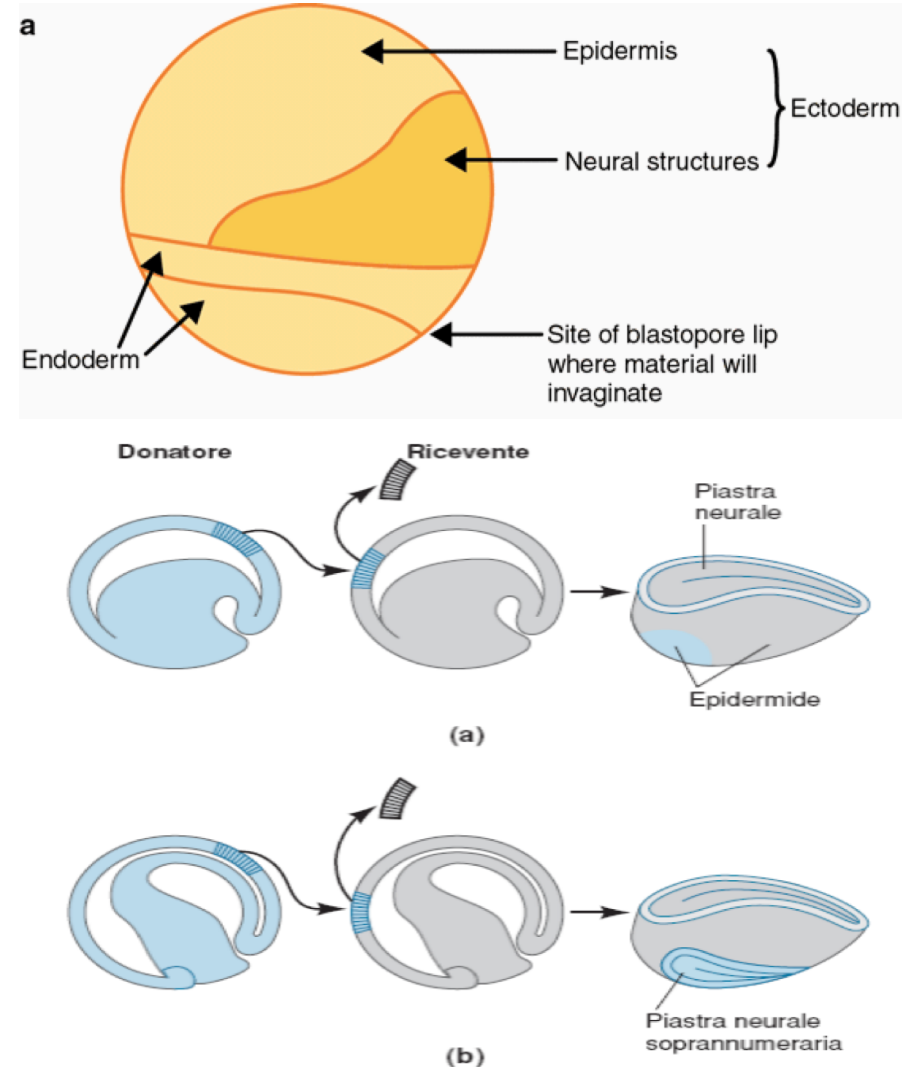 a
Epidermis
Ectoderm
Neural structures
Endoderm
Site of blastopore lip
where material will
invaginate
Donatore
Ricevente
Piastra
neurale
Epidermide
(a)
(b)
Piastra neurale
soprannumeraria